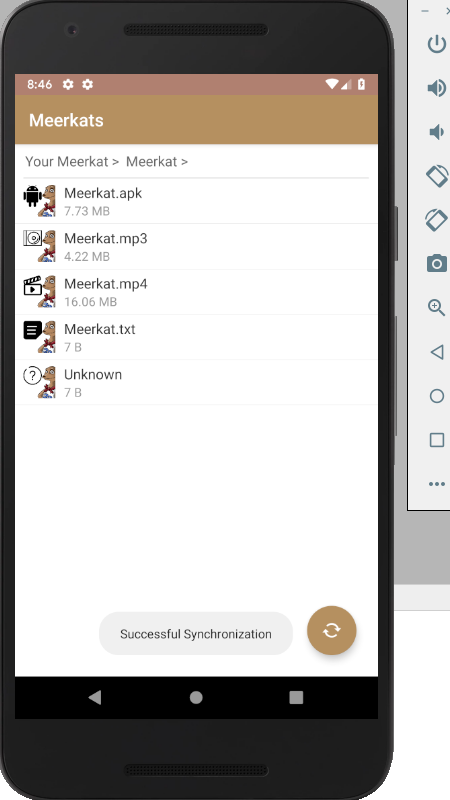 8:46
Meerkats
Your Meerkat > Meerkat >
Meerkat.apk
7.73 MB
Meerkat.mp3
4.22 MB
Meerkat.mp4
16.06 MB
Meerkat.txt
7 B
?
Unknown
7 B
Successful Synchronization